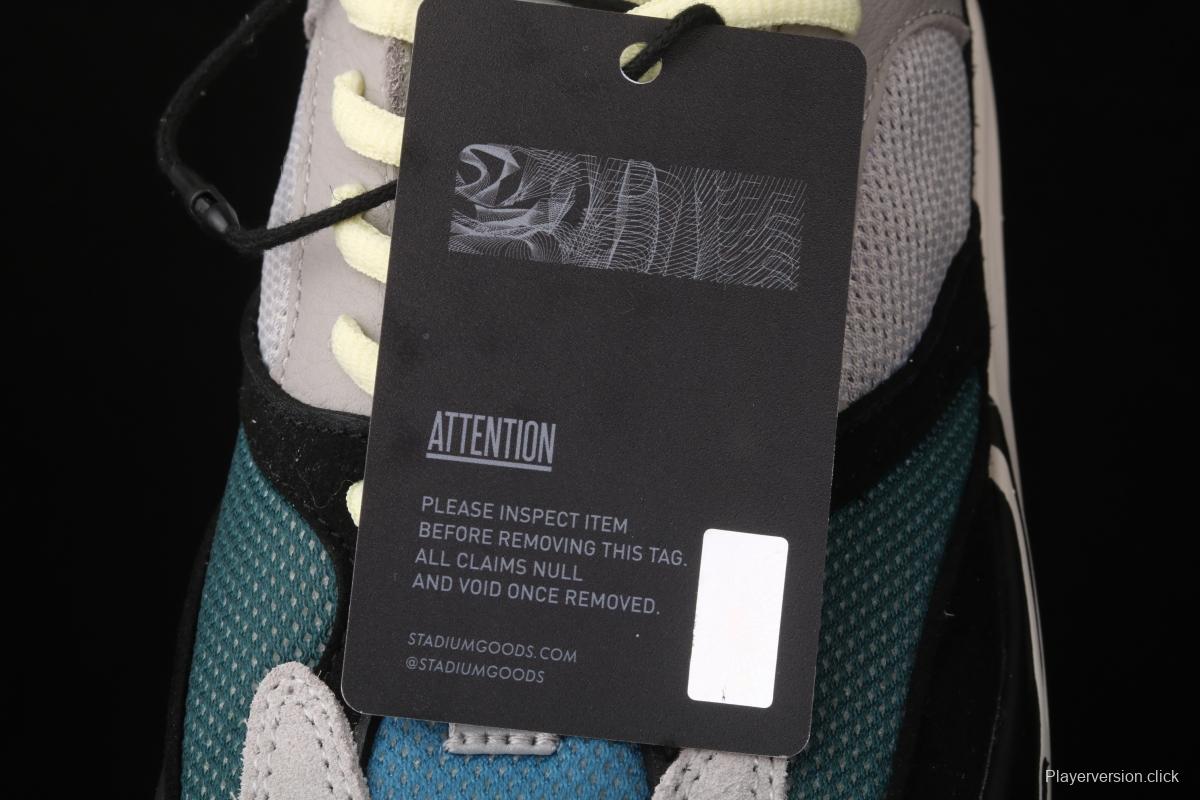 ATTENTION
PLEASE INSPECT ITEM
BEFORE REMOVING THIS TAG.
ALL CLAIMS NULL
AND VOID ONCE REMOVED.
STADIUMGOODS.COM
@STADIUMGOODS
Playerversion.click